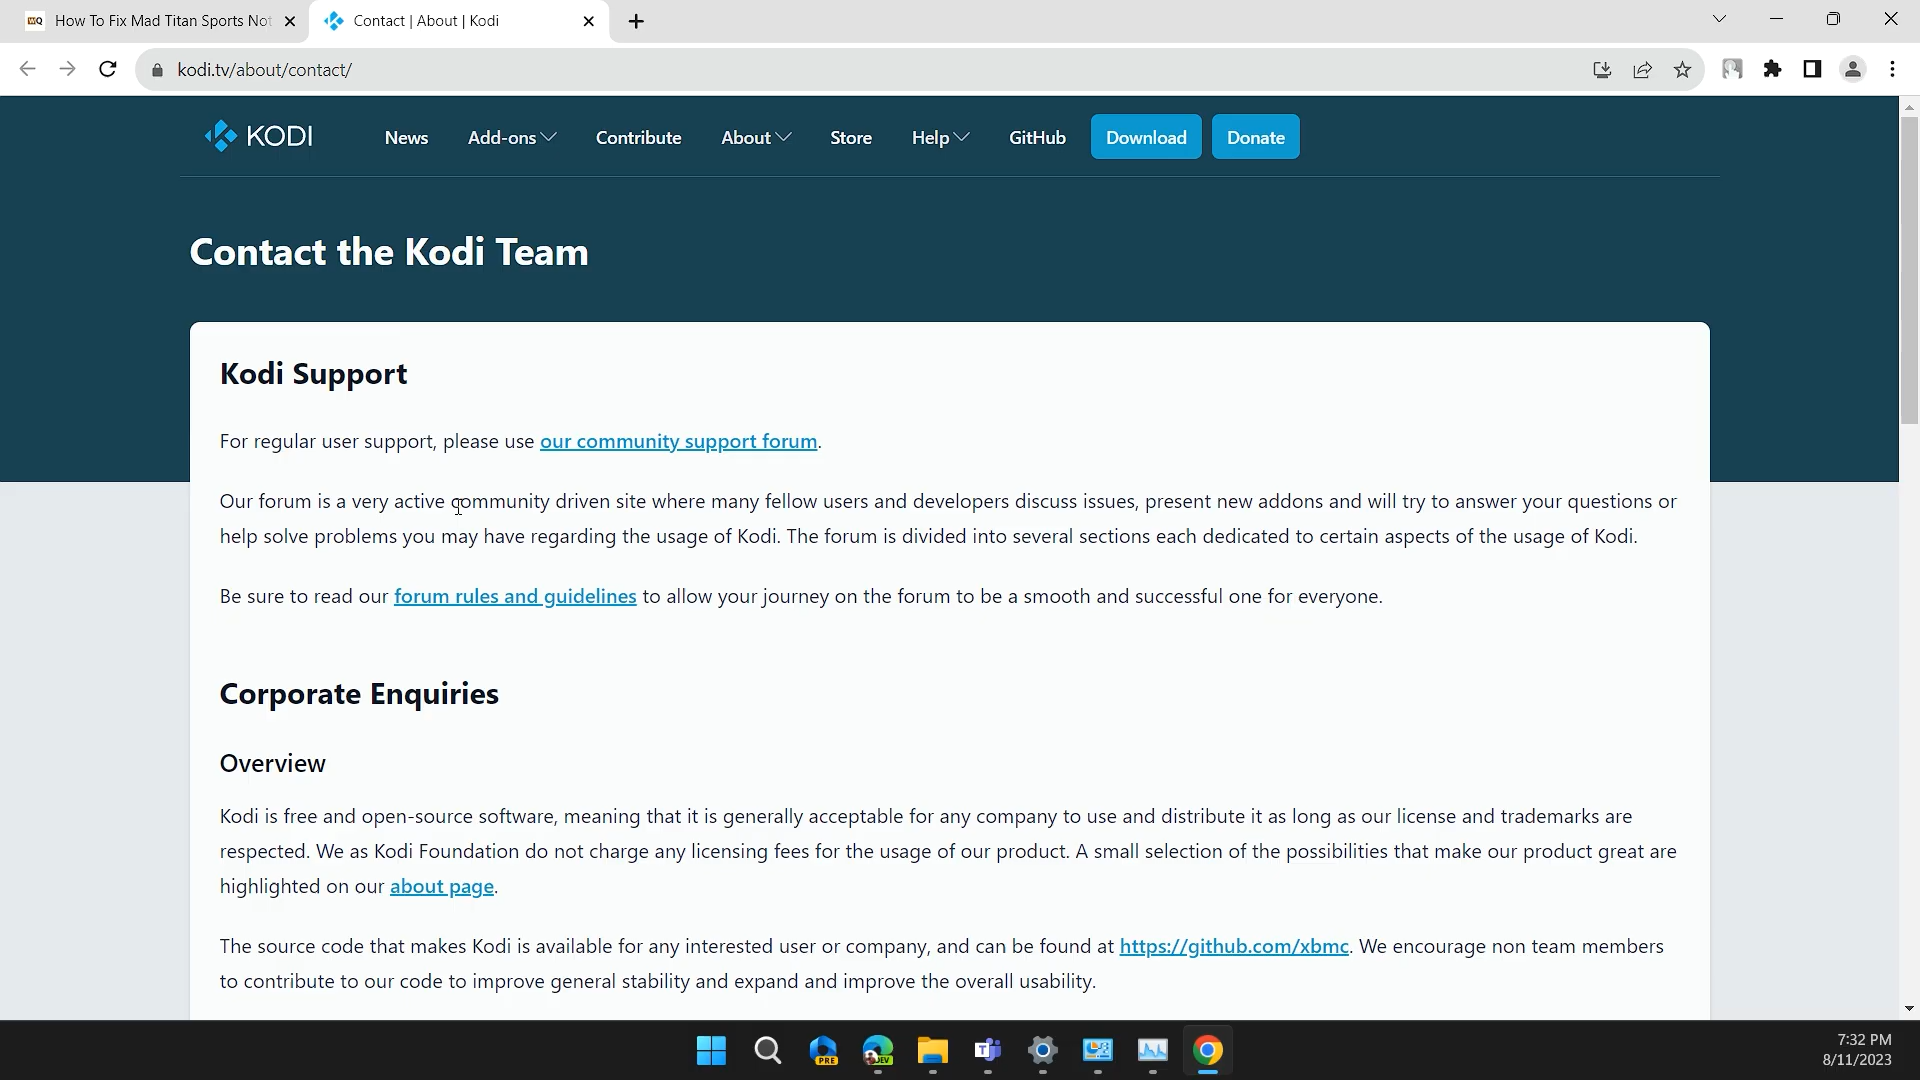 How To Fix Mad Titan Sports Not
Contact | About | Kodi
kodi.tv/about/contact/
KODI
News
Add-ons
Contribute
About
Store
Help
GitHub
Download
Donate
Contact the Kodi Team
Kodi Support
For regular user support, please use our community support forum.
Our forum is a very active community driven site where many fellow users and developers discuss issues, present new addons and will try to answer your questions or
help solve problems you may have regarding the usage of Kodi. The forum is divided into several sections each dedicated to certain aspects of the usage of Kodi.
Be sure to read our forum rules and guidelines to allow your journey on the forum to be a smooth and successful one for everyone.
Corporate Enquiries
Overview
Kodi is free and open-source software, meaning that it is generally acceptable for any company to use and distribute it as long as our license and trademarks are
respected. We as Kodi Foundation do not charge any licensing fees for the usage of our product. A small selection of the possibilities that make our product great are
highlighted on our about page.
The source code that makes Kodi is available for any interested user or company, and can be found at https://github.com/xbmc. We encourage non team members
to contribute to our code to improve general stability and expand and improve the overall usability.
PRE
DEV
7:32 PM
8/11/2023